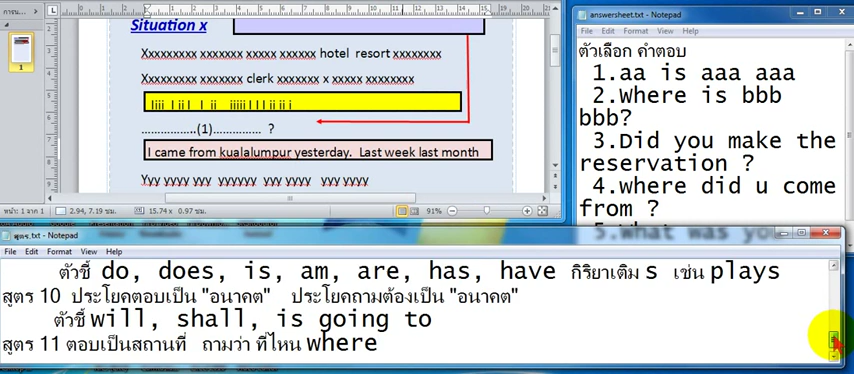 Situation x
Xxxxxxxxx xxxxxxx xxxxx xxxxxx hotel resort xxxxxxxx
Xxxxxxxxx xxxxxxx clerk xxxxxxx x xxxxx xxxxxxxx
……………..(1)………….. ?
I came from kualalumpur yesterday. Last week last month
Yyy yyyy yyy yyyyyy yyy yyyy yyy yyyy
91%
answersheet.txt - Notepad
File Edit Format View Help
ตัวเลือก คำตอบ
1.aa is aaa aaa
2.Where is bbb
bbb?
3.Did you make the
reservation ?
4.where did u come
from ?
สูตร.txt - Notepad
File Edit Format View Help
ตัวชี้ do, does, is, am, are, has, have กิริยาเติม s เช่น plays
สูตร 10 ประโยคตอบเป็น "อนาคต" ประโยคถามต้องเป็น "อนาคต"
ตัวชี้ will, shall, is going to
สูตร 11 ตอบเป็นสถานที่ ถามว่า ที่ไหน where